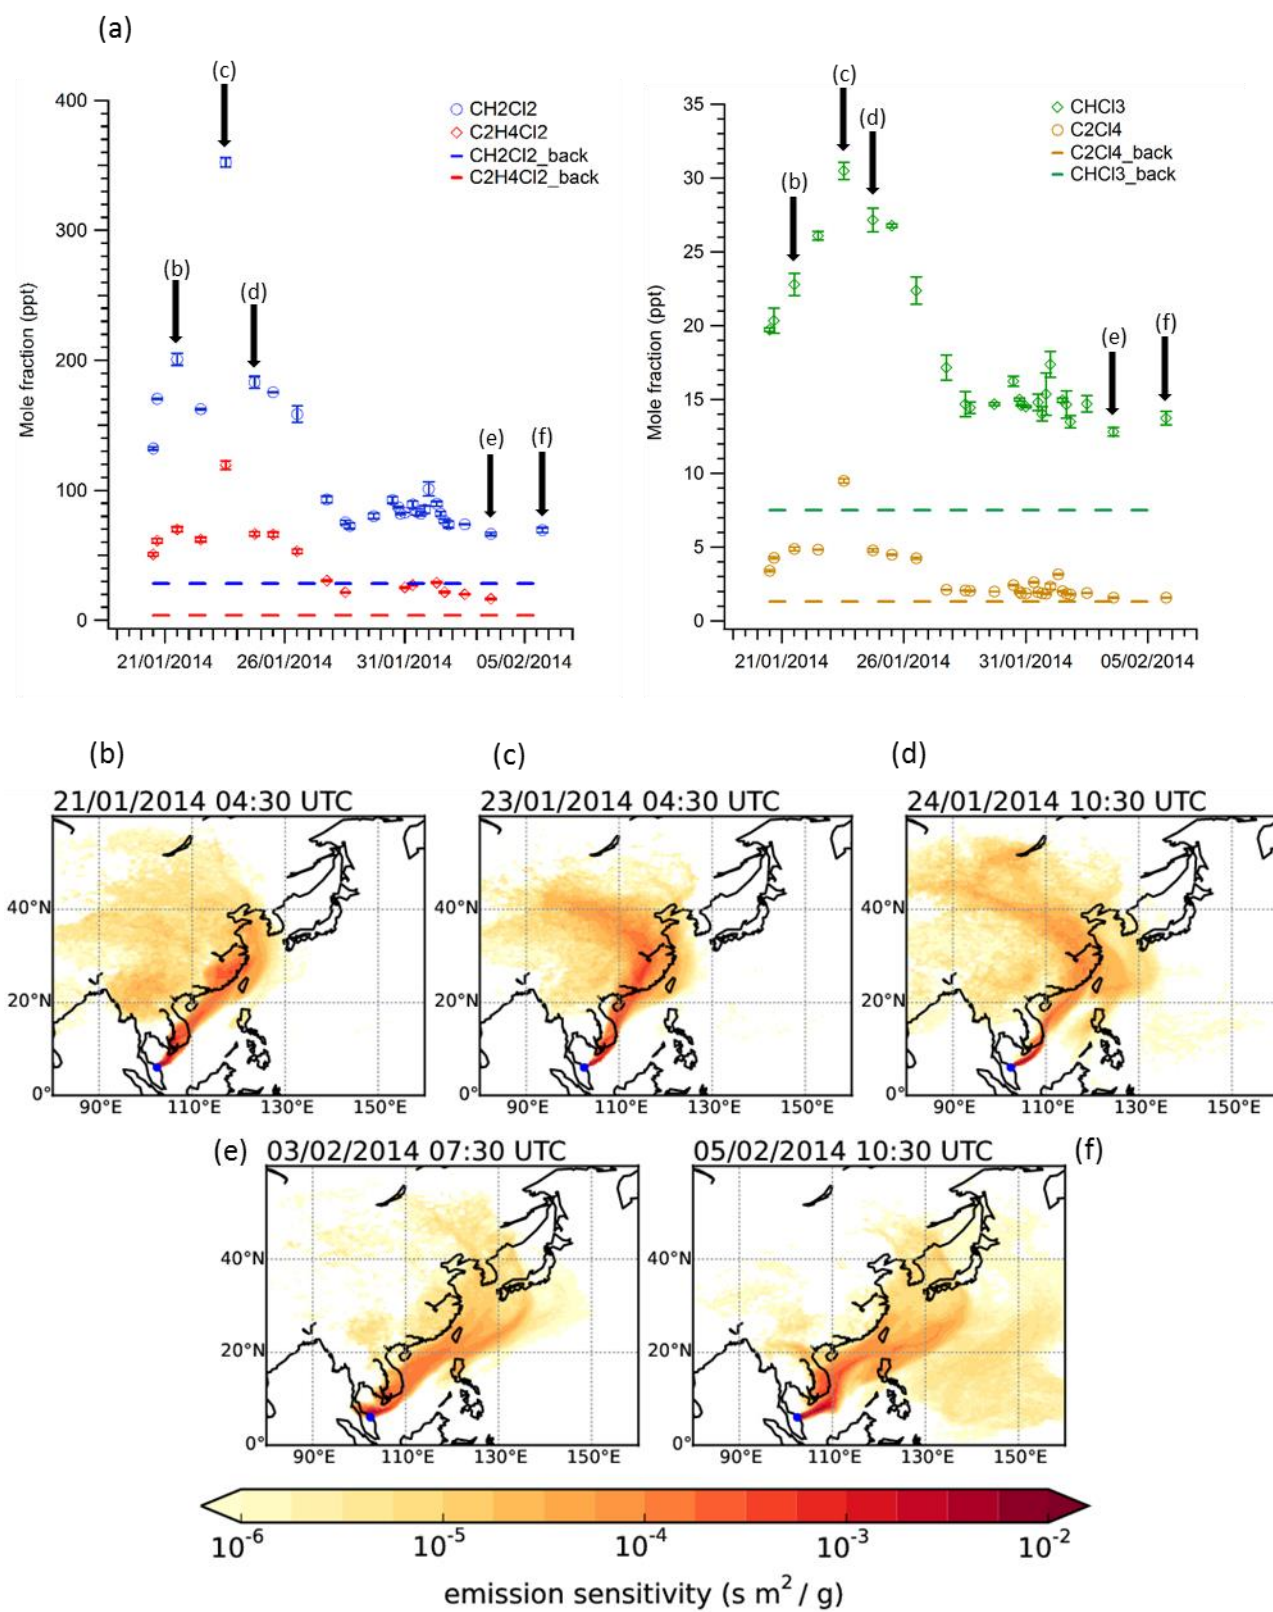 (a)
(c)
(b)
(d)
400
300
200
100
0
Mole fraction (ppt)
CH2Cl2
C2H4Cl2
CH2Cl2_back
C2H4Cl2_back
(e)
(f)
21/01/2014
26/01/2014
31/01/2014
05/02/2014
(c)
(d)
(b)
35
30
25
20
15
10
5
0
Mole fraction (ppt)
CHCl3
C2Cl4
C2Cl4_back
CHCl3_back
(e)
(f)
21/01/2014
26/01/2014
31/01/2014
05/02/2014
(b)
21/01/2014 04:30 UTC
40°N
20°N
0°
90°E
110°E
130°E
150°E
(c)
23/01/2014 04:30 UTC
40°N
20°N
0°
90°E
110°E
130°E
150°E
(d)
24/01/2014 10:30 UTC
40°N
20°N
0°
90°E
110°E
130°E
150°E
(e)
03/02/2014 07:30 UTC
40°N
20°N
0°
90°E
110°E
130°E
150°E
05/02/2014 10:30 UTC
(f)
40°N
20°N
0°
90°E
110°E
130°E
150°E
10⁻⁶
10⁻⁵
10⁻⁴
10⁻³
10⁻²
emission sensitivity (s m² / g)